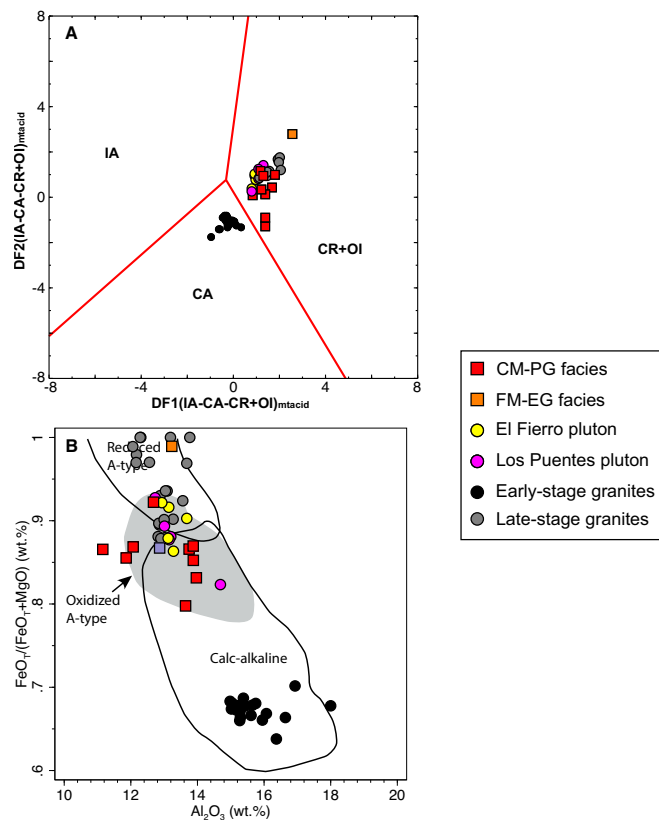 A
8
4
0
-4
-8
DF2(IA-CA-CR+OI)mtacid
IA
CA
CR+OI
-8
-4
0
4
8
DF1(IA-CA-CR+OI)mtacid
CM-PG facies
FM-EG facies
El Fierro pluton
Los Puentes pluton
Early-stage granites
Late-stage granites
B
1
.9
.8
.7
.6
FeOT/(FeOT+MgO) (wt.%)
Reduced
A-type
Oxidized
A-type
Calc-alkaline
10
12
14
16
18
20
Al2O3 (wt.%)